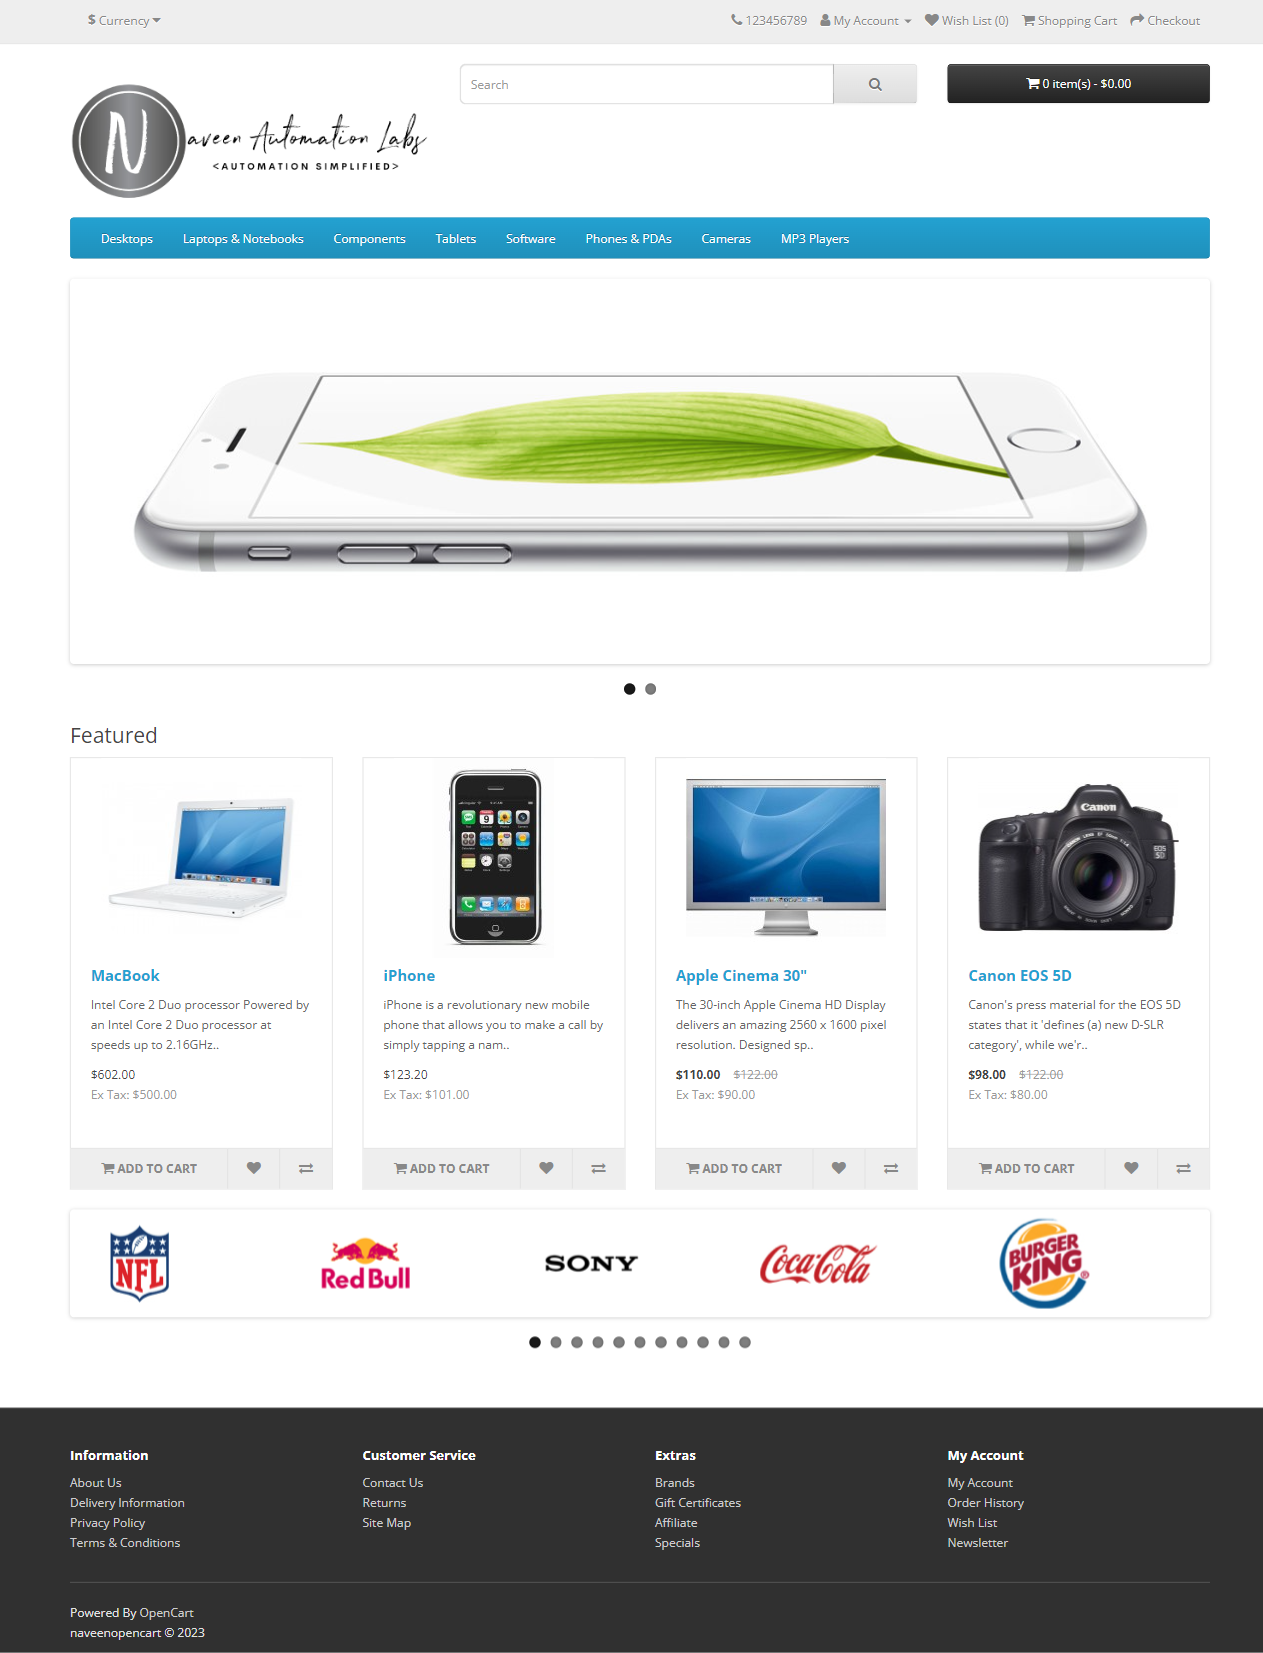 $ Currency
123456789 My Account Wish List (0) Shopping Cart Checkout
Search
0 item(s) - $0.00
N aveen Automation Labs
<AUTOMATION SIMPLIFIED>
Desktops Laptops & Notebooks Components Tablets Software Phones & PDAs Cameras MP3 Players
Featured
Canon
EOS
5D
MacBook
Intel Core 2 Duo processor Powered by
an Intel Core 2 Duo processor at
speeds up to 2.16GHz..
$602.00
Ex Tax: $500.00
ADD TO CART
iPhone
iPhone is a revolutionary new mobile
phone that allows you to make a call by
simply tapping a nam..
$123.20
Ex Tax: $101.00
ADD TO CART
Apple Cinema 30"
The 30-inch Apple Cinema HD Display
delivers an amazing 2560 x 1600 pixel
resolution. Designed sp..
$110.00 $122.00
Ex Tax: $90.00
ADD TO CART
Canon EOS 5D
Canon's press material for the EOS 5D
states that it 'defines (a) new D-SLR
category', while we'r..
$98.00 $122.00
Ex Tax: $80.00
ADD TO CART
NFL
Red Bull
SONY
Coca-Cola
BURGER
KING
Information
About Us
Delivery Information
Privacy Policy
Terms & Conditions
Customer Service
Contact Us
Returns
Site Map
Extras
Brands
Gift Certificates
Affiliate
Specials
My Account
My Account
Order History
Wish List
Newsletter
Powered By OpenCart
naveenopencart © 2023